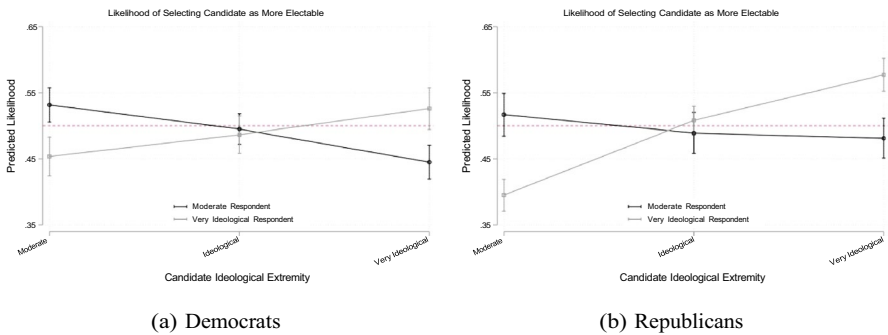 Likelihood of Selecting Candidate as More Electable
.65
.55
.45
.35
Predicted Likelihood
Moderate Respondent
Very Ideological Respondent
Moderate
Ideological
Very Ideological
Candidate Ideological Extremity
(a) Democrats
Likelihood of Selecting Candidate as More Electable
.65
.55
.45
.35
Predicted Likelihood
Moderate Respondent
Very Ideological Respondent
Moderate
Ideological
Very Ideological
Candidate Ideological Extremity
(b) Republicans